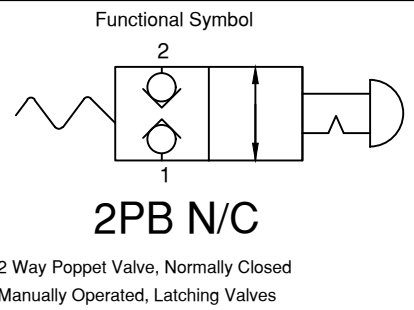 Functional Symbol
2
1
2PB N/C
2 Way Poppet Valve, Normally Closed
Manually Operated, Latching Valves